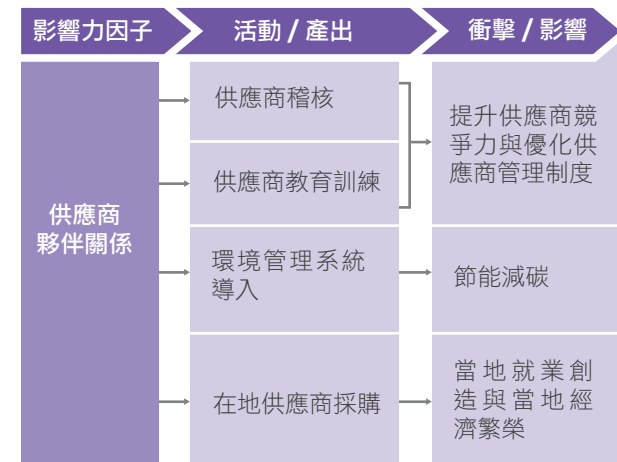 影響力因子
活動 / 產出
衝擊 / 影響
供應商
夥伴關係
供應商稽核
供應商教育訓練
環境管理系統
導入
在地供應商採購
提升供應商競
爭力與優化供
應商管理制度
節能減碳
當地就業創
造與當地經
濟繁榮